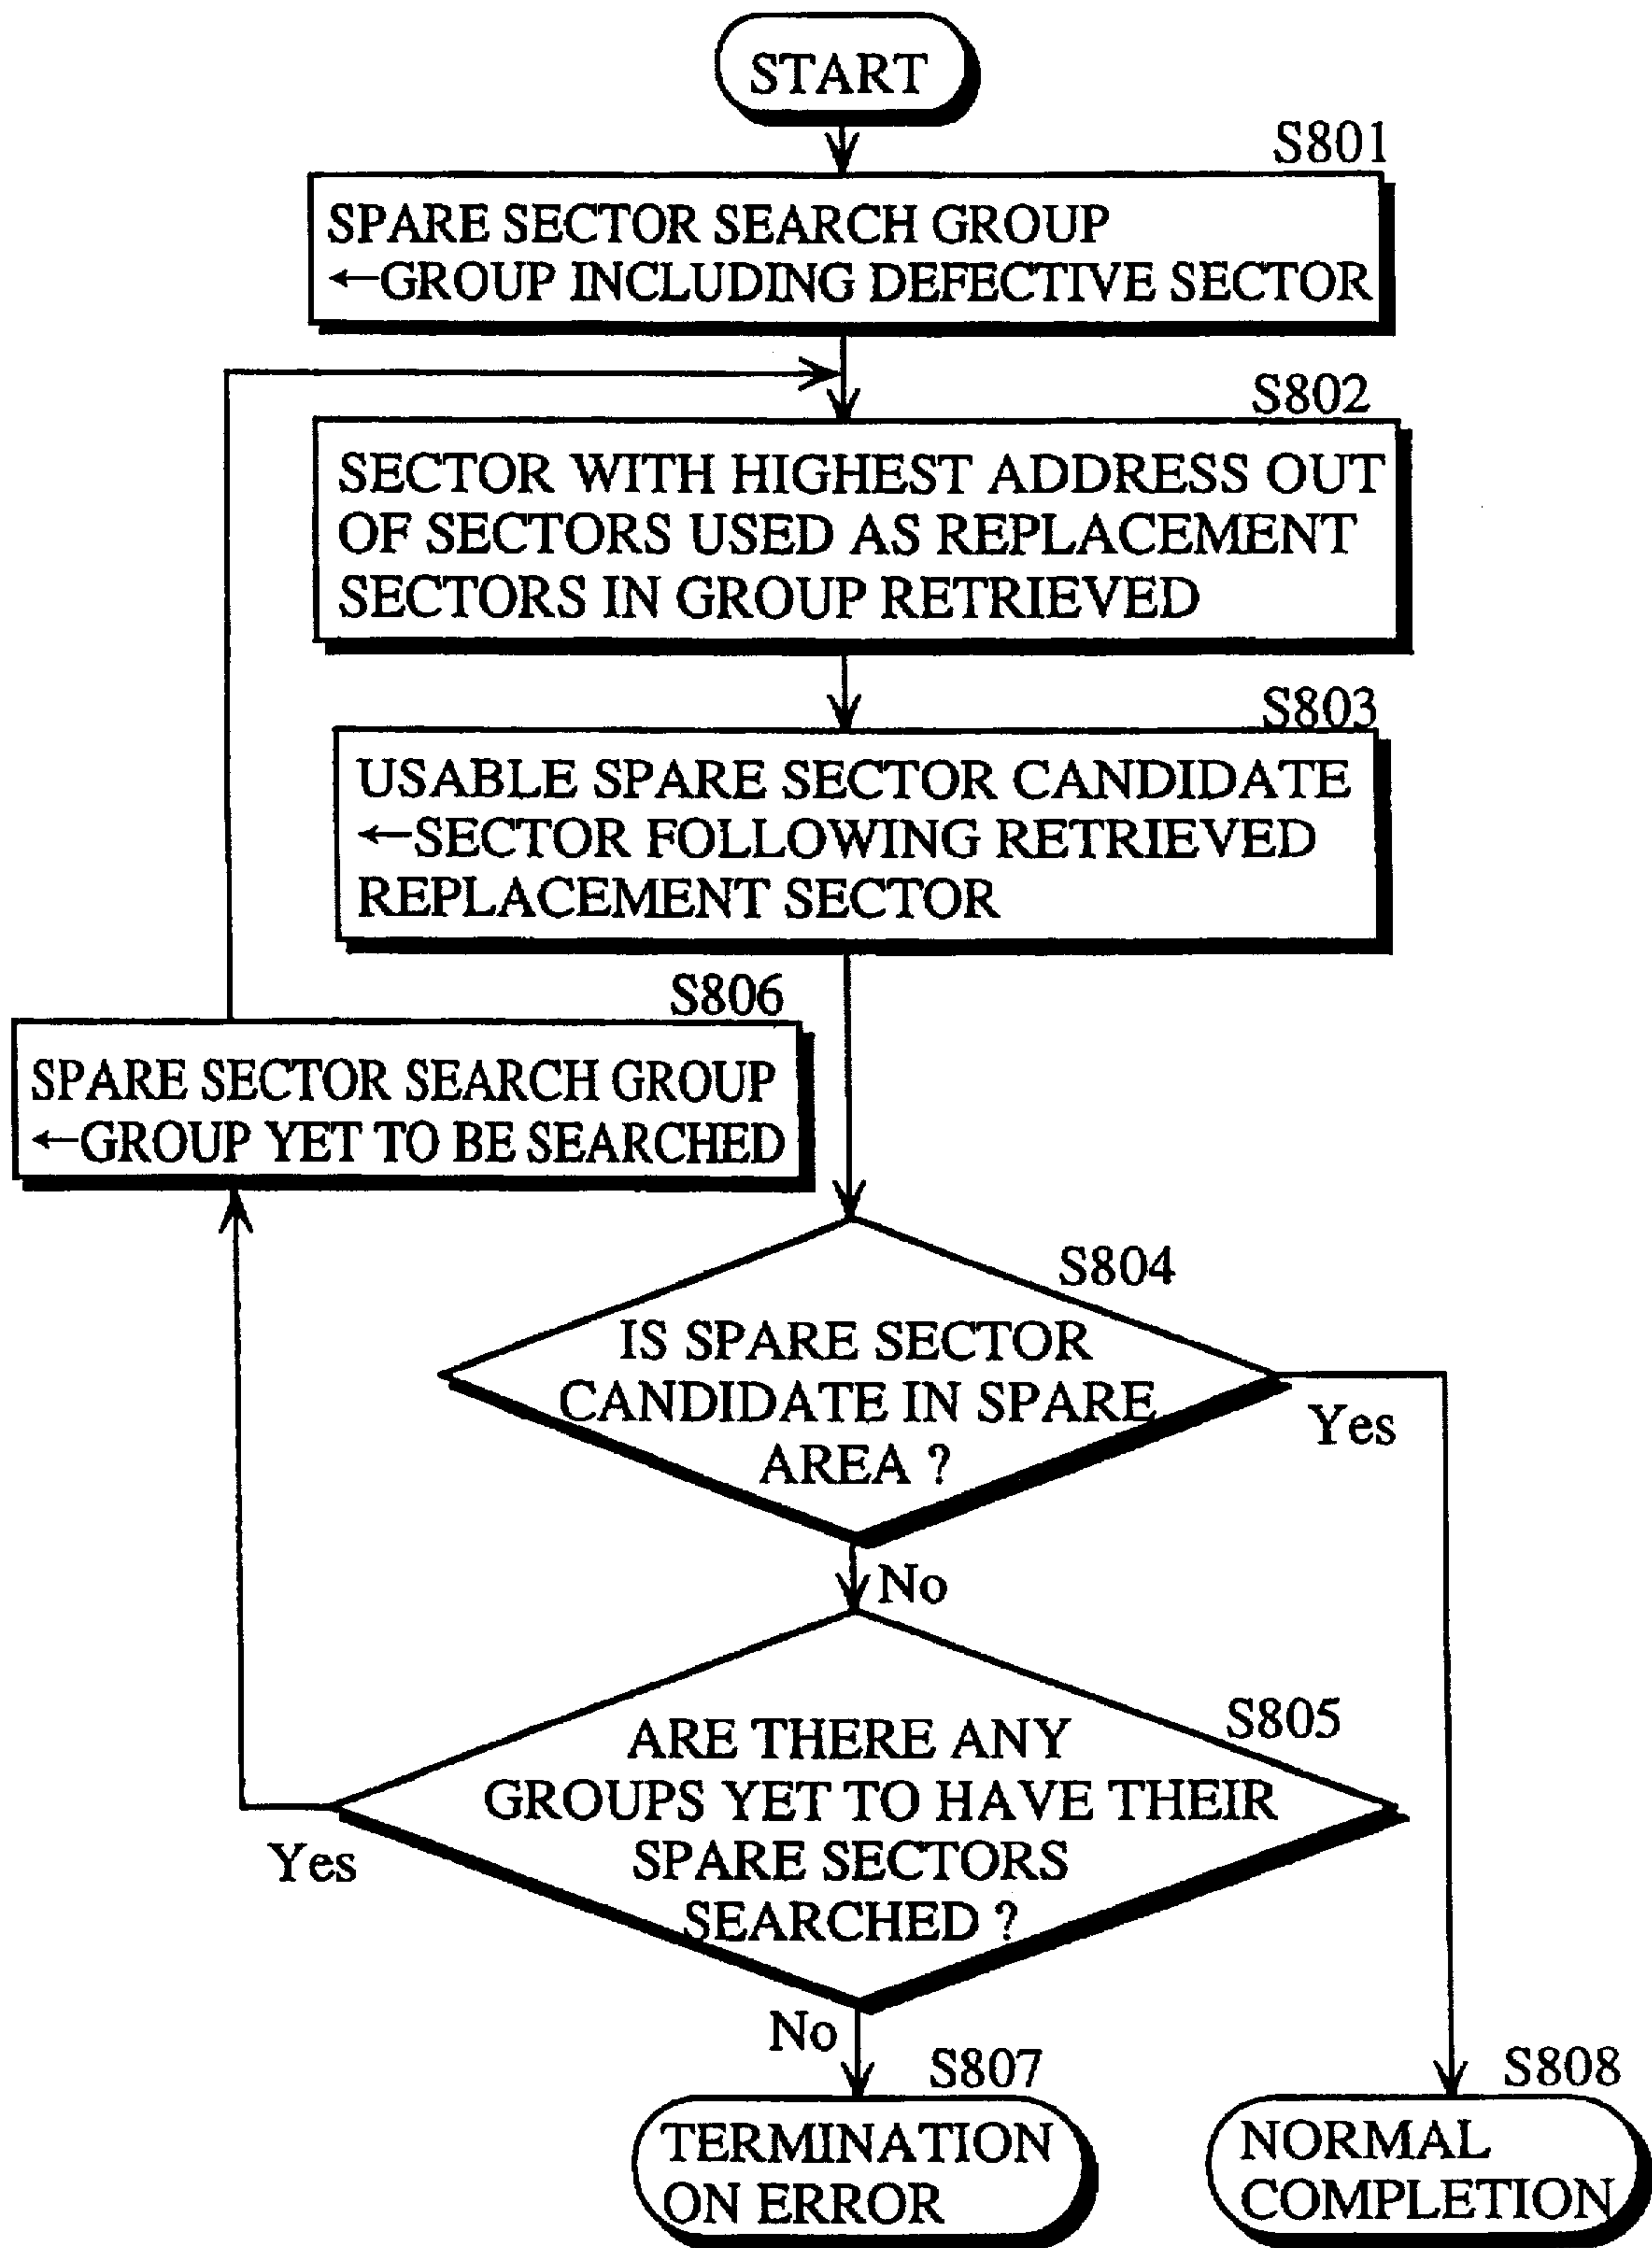 START
S801
SPARE SECTOR SEARCH GROUP
←GROUP INCLUDING DEFECTIVE SECTOR
S802
SECTOR WITH HIGHEST ADDRESS OUT
OF SECTORS USED AS REPLACEMENT
SECTORS IN GROUP RETRIEVED
S803
USABLE SPARE SECTOR CANDIDATE
←SECTOR FOLLOWING RETRIEVED
REPLACEMENT SECTOR
S806
SPARE SECTOR SEARCH GROUP
←GROUP YET TO BE SEARCHED
S804
IS SPARE SECTOR
CANDIDATE IN SPARE
AREA ?
Yes
No
S805
ARE THERE ANY
GROUPS YET TO HAVE THEIR
SPARE SECTORS
SEARCHED ?
Yes
No
S807
TERMINATION
ON ERROR
S808
NORMAL
COMPLETION